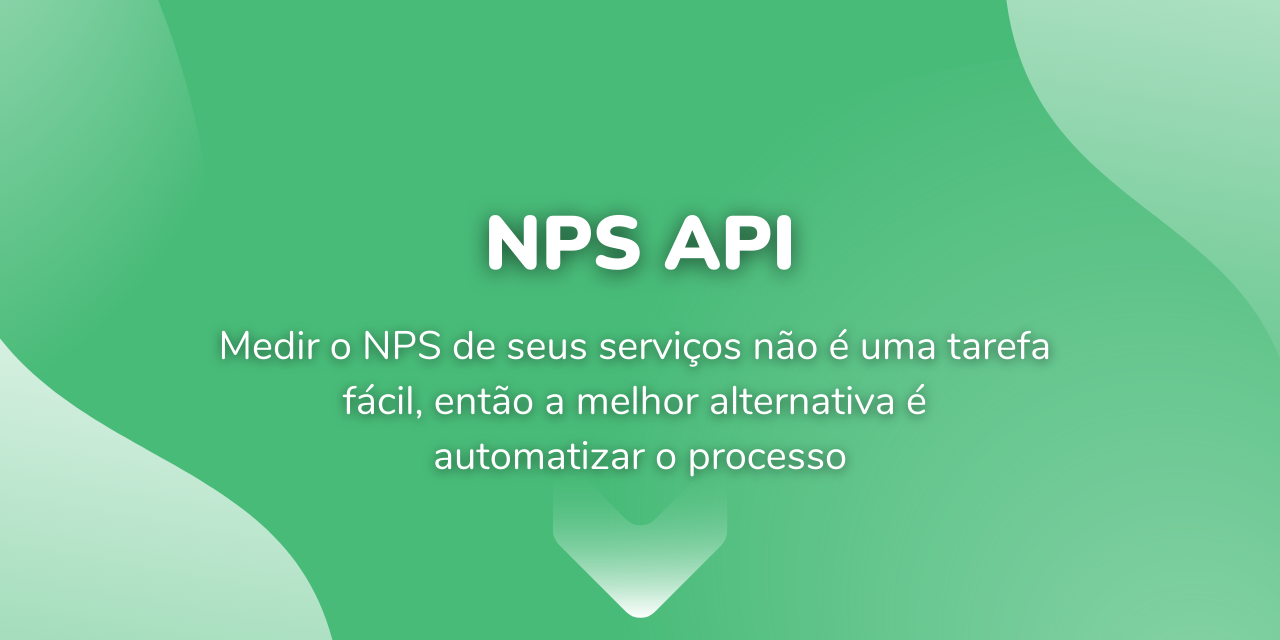 NPS API
Medir o NPS de seus serviços não é uma tarefa
fácil, então a melhor alternativa é
automatizar o processo